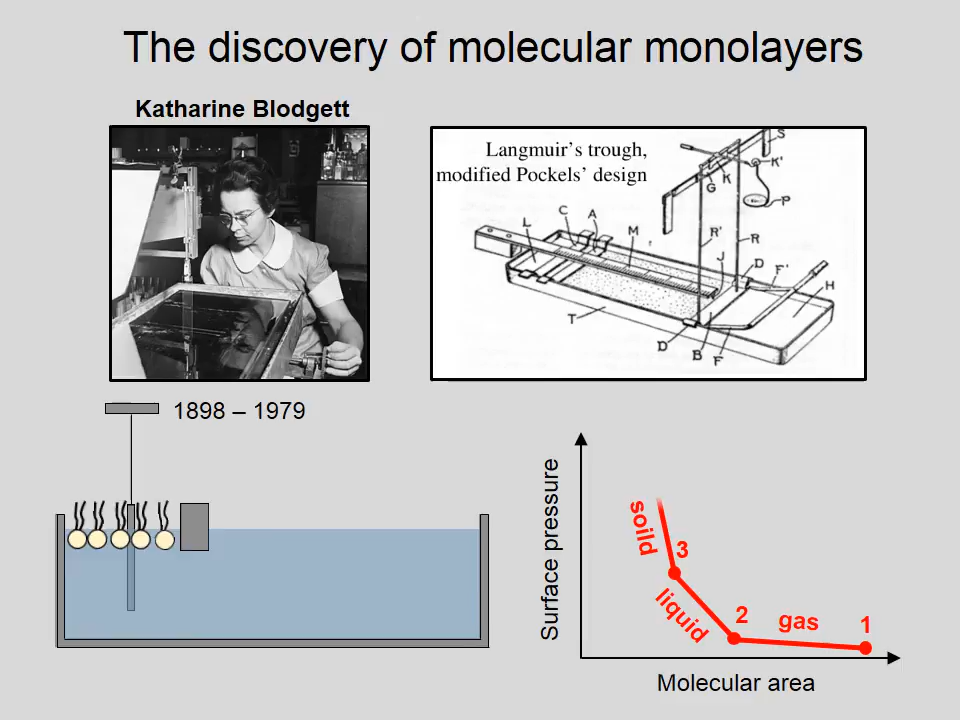 The discovery of molecular monolayers
Katharine Blodgett
Langmuir's trough,
modified Pockels' design
S
K'
K
G
P
C
A
L
M
R'
R
J
D
F'
H
T
D
B
F
1898 – 1979
Surface pressure
solid
3
liquid
2
gas
1
Molecular area